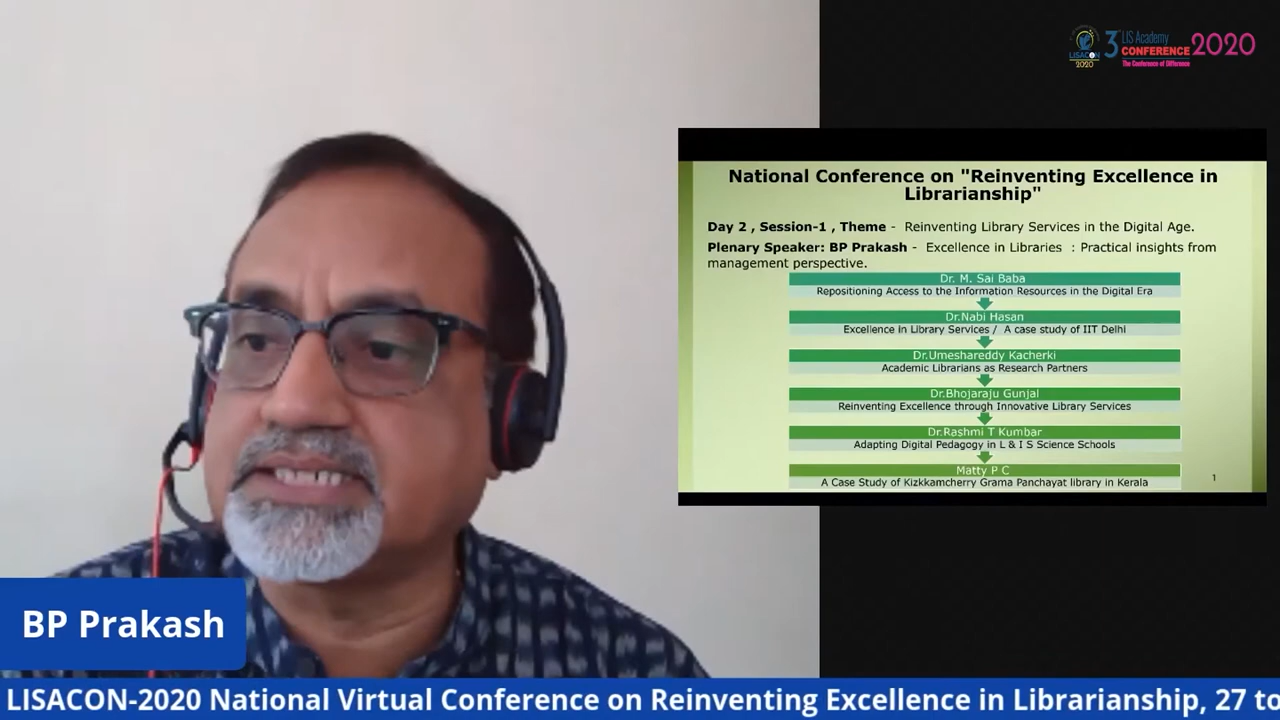 3rd LIS Academy
CONFERENCE 2020
The Conference of Difference
LISACON
2020
National Conference on "Reinventing Excellence in
Librarianship"
Day 2 , Session-1 , Theme - Reinventing Library Services in the Digital Age.
Plenary Speaker: BP Prakash - Excellence in Libraries : Practical insights from
management perspective.
Dr. M. Sai Baba
Repositioning Access to the Information Resources in the Digital Era
Dr.Nabi Hasan
Excellence in Library Services / A case study of IIT Delhi
Dr.Umeshareddy Kacherki
Academic Librarians as Research Partners
Dr.Bhojaraju Gunjal
Reinventing Excellence through Innovative Library Services
Dr.Rashmi T Kumbar
Adapting Digital Pedagogy in L & I S Science Schools
Matty P C
A Case Study of Kizkkamcherry Grama Panchayat library in Kerala
1
BP Prakash
LISACON-2020 National Virtual Conference on Reinventing Excellence in Librarianship, 27 to